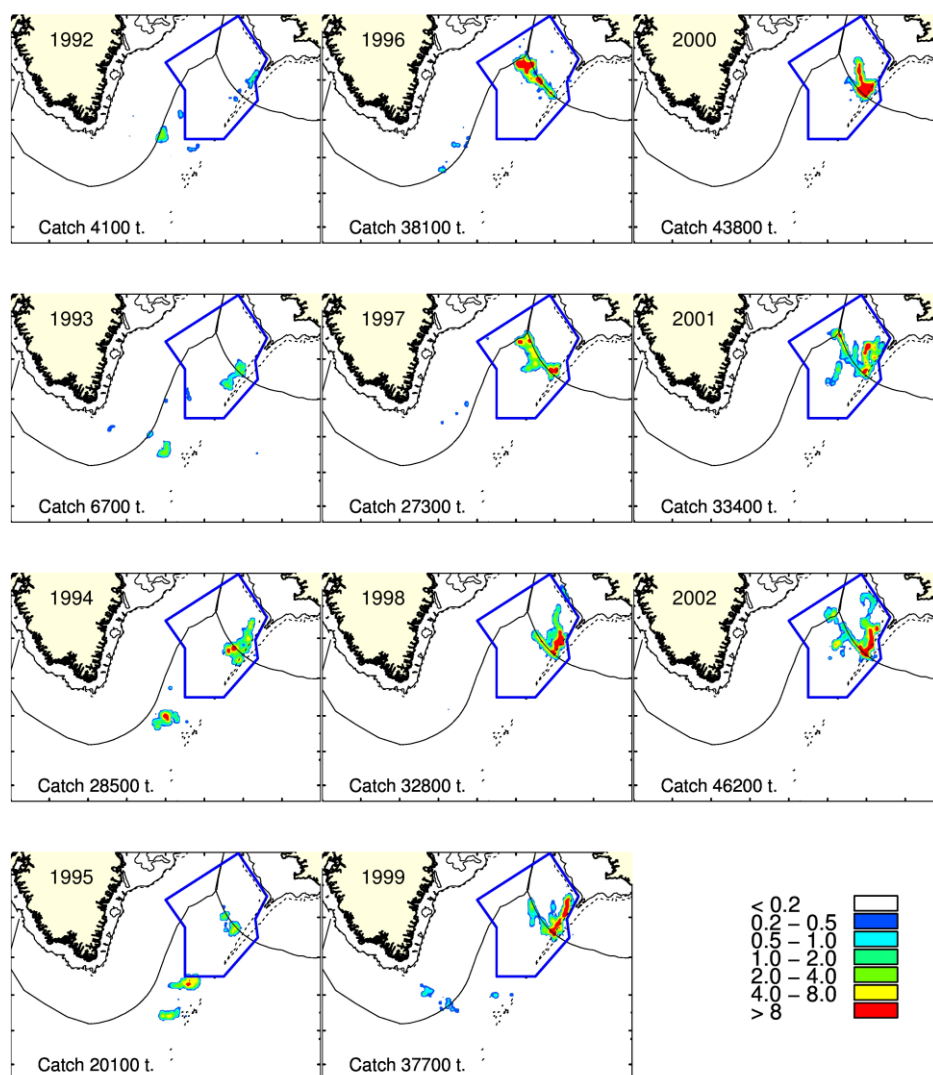 1992
1996
2000
Catch 4100 t.
Catch 38100 t.
Catch 43800 t.
1993
1997
2001
Catch 6700 t.
Catch 27300 t.
Catch 33400 t.
1994
1998
2002
Catch 28500 t.
Catch 32800 t.
Catch 46200 t.
1995
1999
Catch 20100 t.
Catch 37700 t.
< 0.2
0.2 – 0.5
0.5 – 1.0
1.0 – 2.0
2.0 – 4.0
4.0 – 8.0
> 8